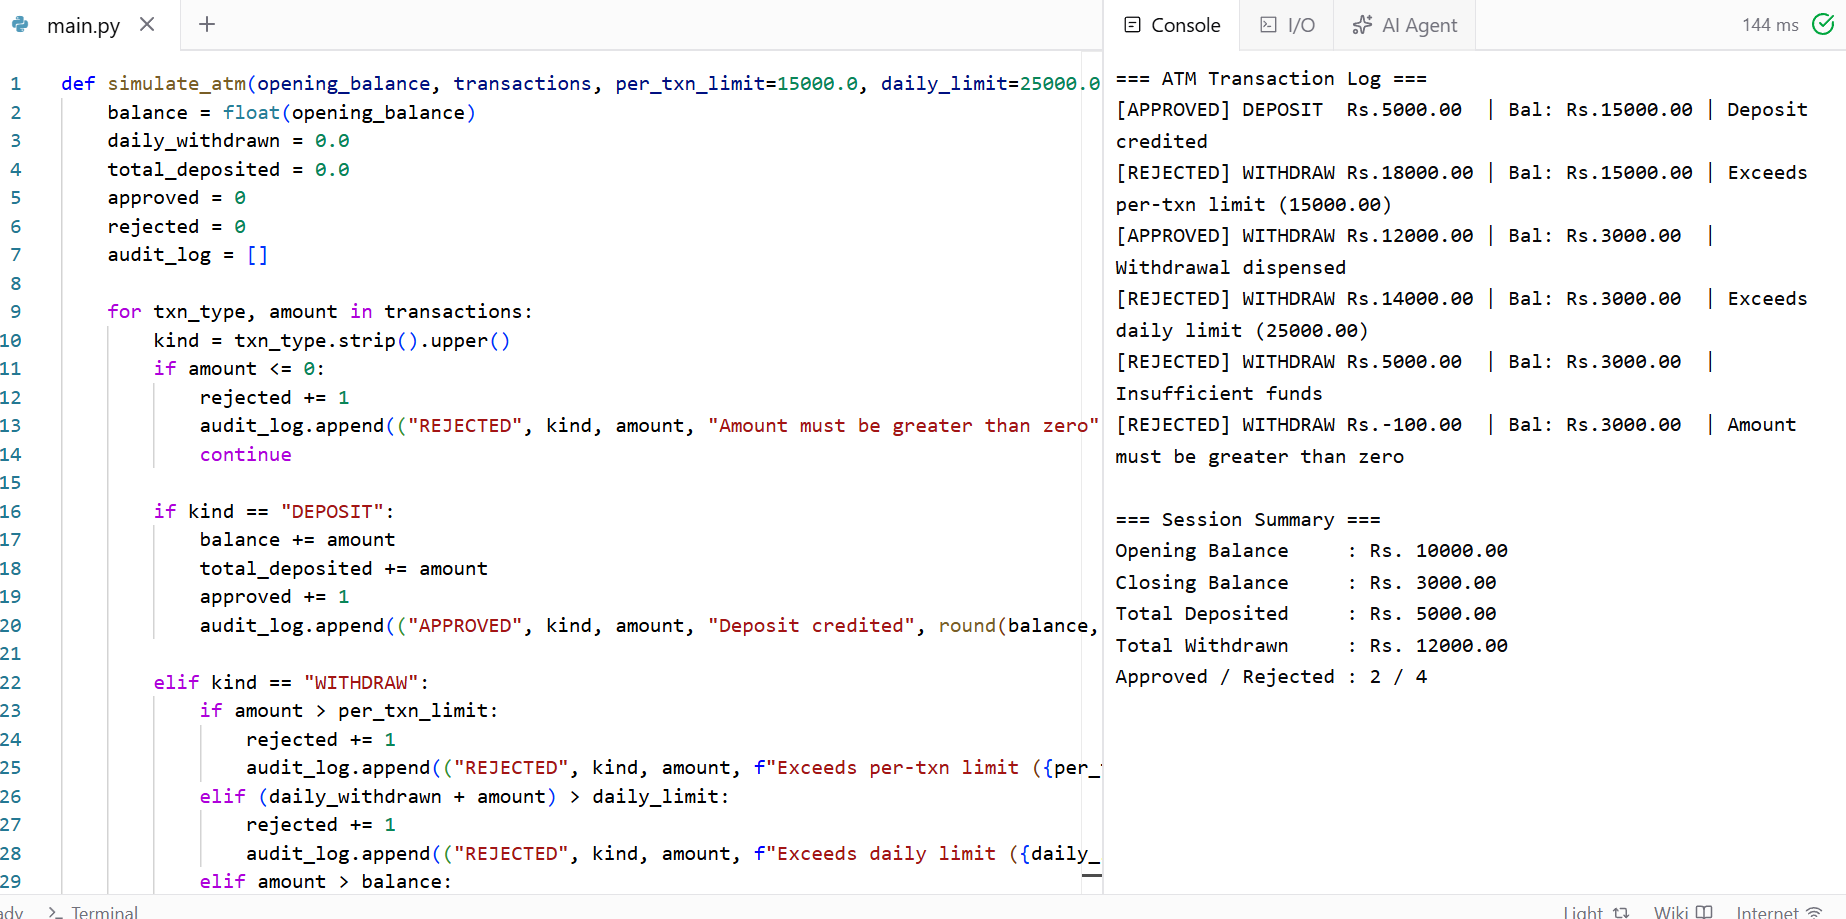 main.py
Console I/O AI Agent 144 ms
1 def simulate_atm(opening_balance, transactions, per_txn_limit=15000.0, daily_limit=25000.0
2 balance = float(opening_balance)
3 daily_withdrawn = 0.0
4 total_deposited = 0.0
5 approved = 0
6 rejected = 0
7 audit_log = []
8
9 for txn_type, amount in transactions:
10 kind = txn_type.strip().upper()
11 if amount <= 0:
12 rejected += 1
13 audit_log.append(("REJECTED", kind, amount, "Amount must be greater than zero"
14 continue
15
16 if kind == "DEPOSIT":
17 balance += amount
18 total_deposited += amount
19 approved += 1
20 audit_log.append(("APPROVED", kind, amount, "Deposit credited", round(balance,
21
22 elif kind == "WITHDRAW":
23 if amount > per_txn_limit:
24 rejected += 1
25 audit_log.append(("REJECTED", kind, amount, f"Exceeds per-txn limit ({per_
26 elif (daily_withdrawn + amount) > daily_limit:
27 rejected += 1
28 audit_log.append(("REJECTED", kind, amount, f"Exceeds daily limit ({daily_
29 elif amount > balance:
=== ATM Transaction Log ===
[APPROVED] DEPOSIT  Rs.5000.00  | Bal: Rs.15000.00 | Deposit
credited
[REJECTED] WITHDRAW Rs.18000.00 | Bal: Rs.15000.00 | Exceeds
per-txn limit (15000.00)
[APPROVED] WITHDRAW Rs.12000.00 | Bal: Rs.3000.00  |
Withdrawal dispensed
[REJECTED] WITHDRAW Rs.14000.00 | Bal: Rs.3000.00  | Exceeds
daily limit (25000.00)
[REJECTED] WITHDRAW Rs.5000.00  | Bal: Rs.3000.00  |
Insufficient funds
[REJECTED] WITHDRAW Rs.-100.00  | Bal: Rs.3000.00  | Amount
must be greater than zero
=== Session Summary ===
Opening Balance     : Rs. 10000.00
Closing Balance     : Rs. 3000.00
Total Deposited     : Rs. 5000.00
Total Withdrawn     : Rs. 12000.00
Approved / Rejected : 2 / 4
Terminal
Light Wiki Internet